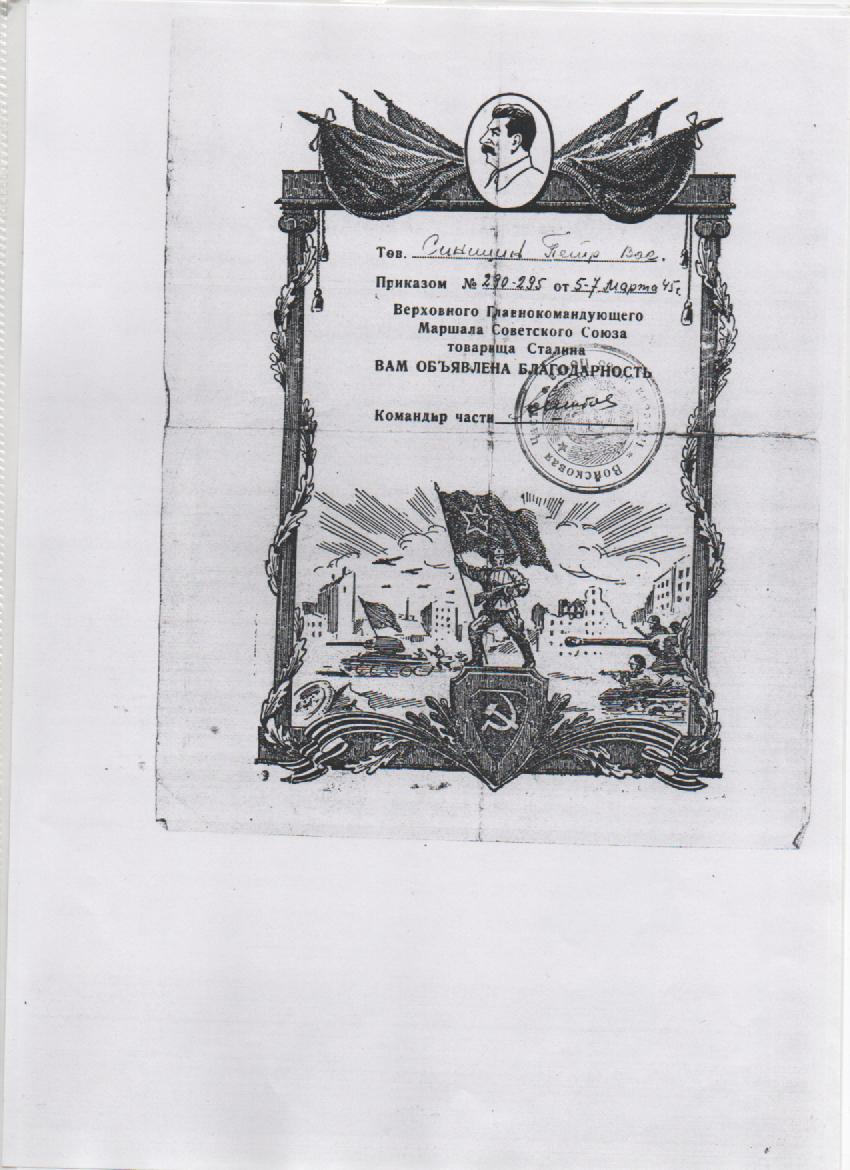 Тов. Синицин Петр Вас.
Приказом № 290-295 от 5-7 Марта 45г.
Верховного Главнокомандующего
Маршала Советского Союза
товарища Сталина
ВАМ ОБЪЯВЛЕНА БЛАГОДАРНОСТЬ
Командир части
Войсковая